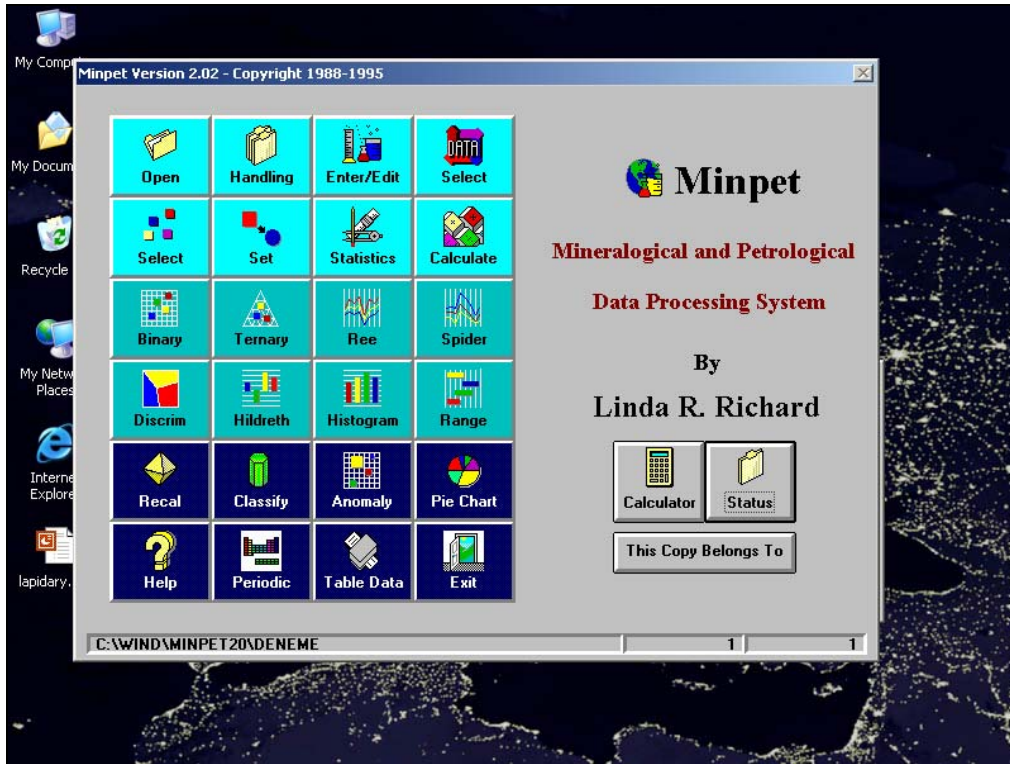 My Comp
Minpet Version 2.02 - Copyright 1988-1995
My Docum
Recycle
My Netw
Places
Interne
Explore
lapidary.
Open
Handling
Enter/Edit
DATA
Select
Select
Set
Statistics
Calculate
Binary
Ternary
Ree
Spider
Discrim
Hildreth
Histogram
Range
Recal
Classify
Anomaly
Pie Chart
Help
Periodic
Table Data
Exit
Minpet
Mineralogical and Petrological
Data Processing System
By
Linda R. Richard
Calculator
Status
This Copy Belongs To
C:\WIND\MINPET20\DENEME
1
1